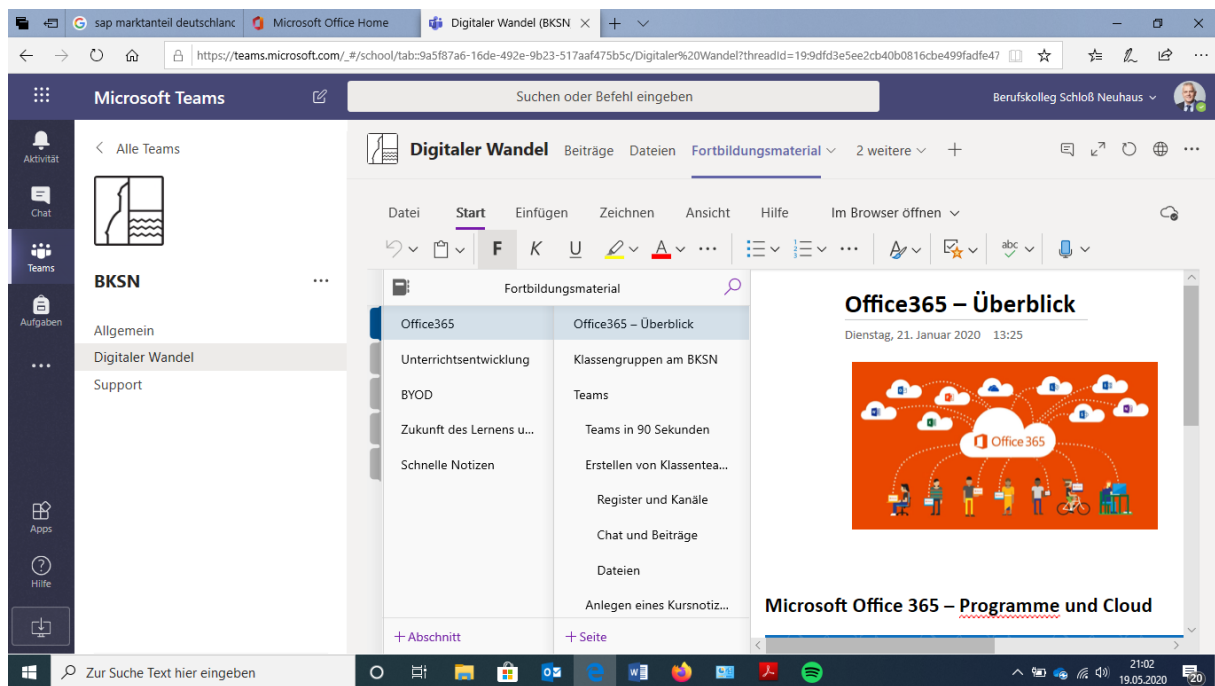 sap marktanteil deutschlanc
Microsoft Office Home
Digitaler Wandel (BKSN
https://teams.microsoft.com/_#/school/tab::9a5f87a6-16de-492e-9b23-517aaf475b5c/Digitaler%20Wandel?threadId=19:9dfd3e5ee2cb40b0816cbe499fadfe47
Microsoft Teams
Suchen oder Befehl eingeben
Berufskolleg Schloß Neuhaus
Aktivität
Chat
Teams
Aufgaben
Apps
Hilfe
Alle Teams
BKSN
Allgemein
Digitaler Wandel
Support
Digitaler Wandel Beiträge Dateien Fortbildungsmaterial 2 weitere
Datei Start Einfügen Zeichnen Ansicht Hilfe Im Browser öffnen
F K U A abc
Fortbildungsmaterial
Office365
Unterrichtsentwicklung
BYOD
Zukunft des Lernens u...
Schnelle Notizen
+ Abschnitt
Office365 – Überblick
Klassengruppen am BKSN
Teams
Teams in 90 Sekunden
Erstellen von Klassentea...
Register und Kanäle
Chat und Beiträge
Dateien
Anlegen eines Kursnotiz...
+ Seite
Office365 – Überblick
Dienstag, 21. Januar 2020 13:25
Office 365
Microsoft Office 365 – Programme und Cloud
Zur Suche Text hier eingeben
21:02
19.05.2020
20